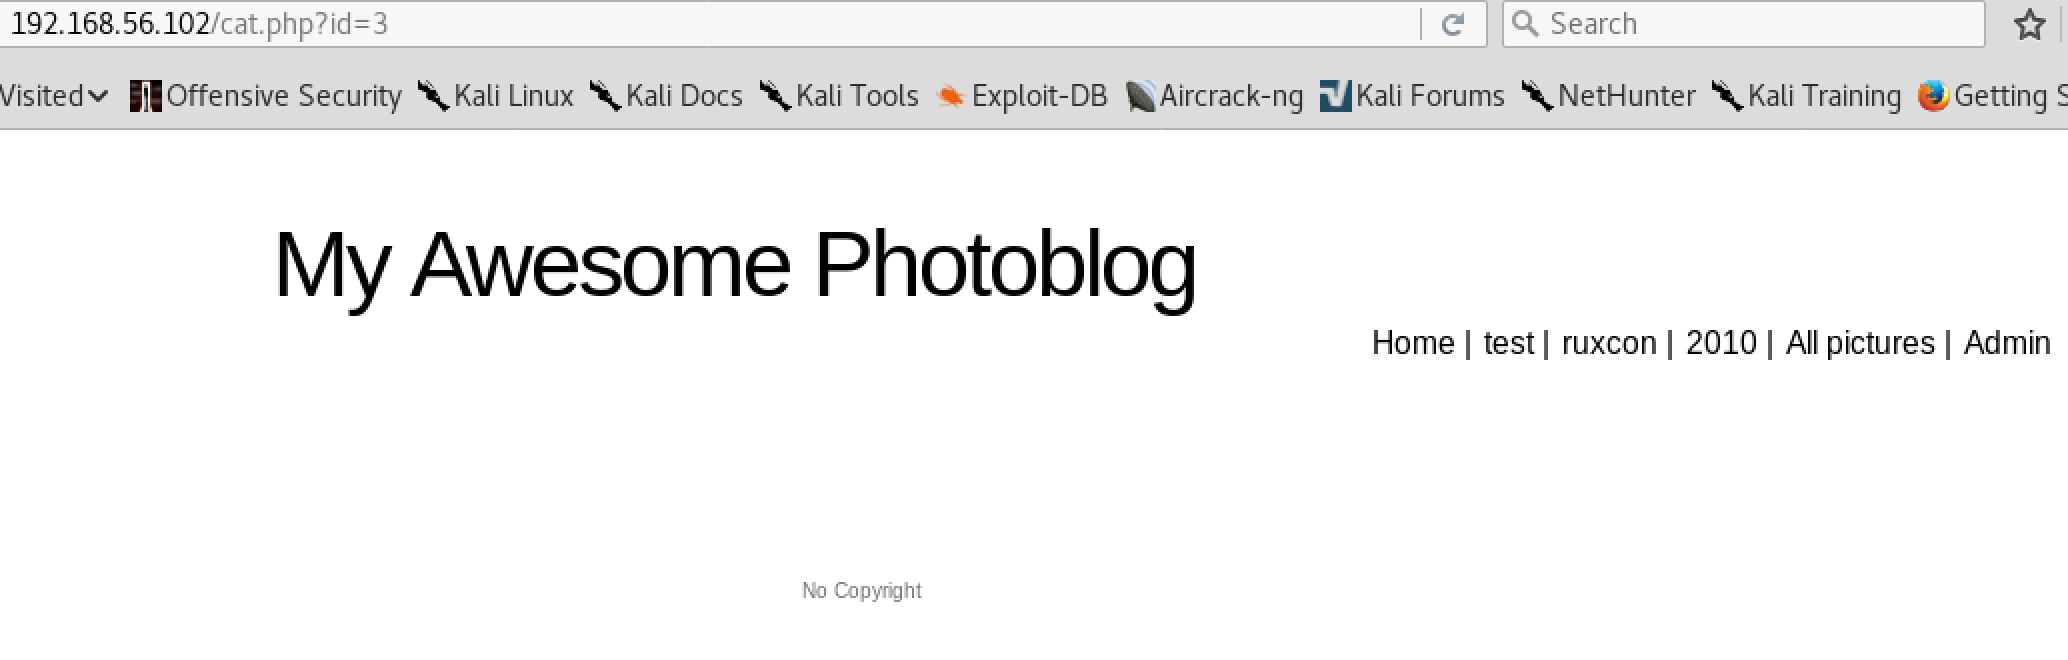 192.168.56.102/cat.php?id=3 Search
Visited Offensive Security Kali Linux Kali Docs Kali Tools Exploit-DB Aircrack-ng Kali Forums NetHunter Kali Training Getting S
My Awesome Photoblog
Home | test | ruxcon | 2010 | All pictures | Admin
No Copyright